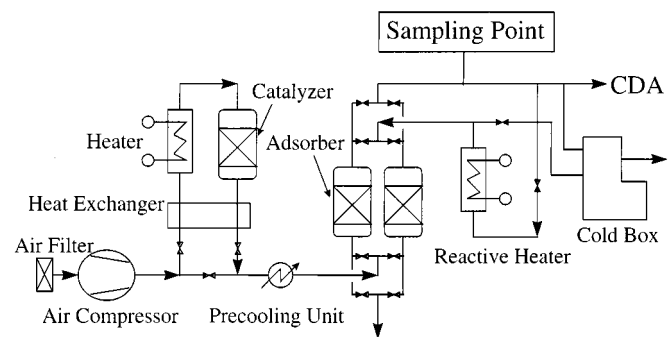 Sampling Point
Catalyzer
CDA
Heater
Adsorber
Heat Exchanger
Air Filter
Reactive Heater
Cold Box
Air Compressor
Precooling Unit